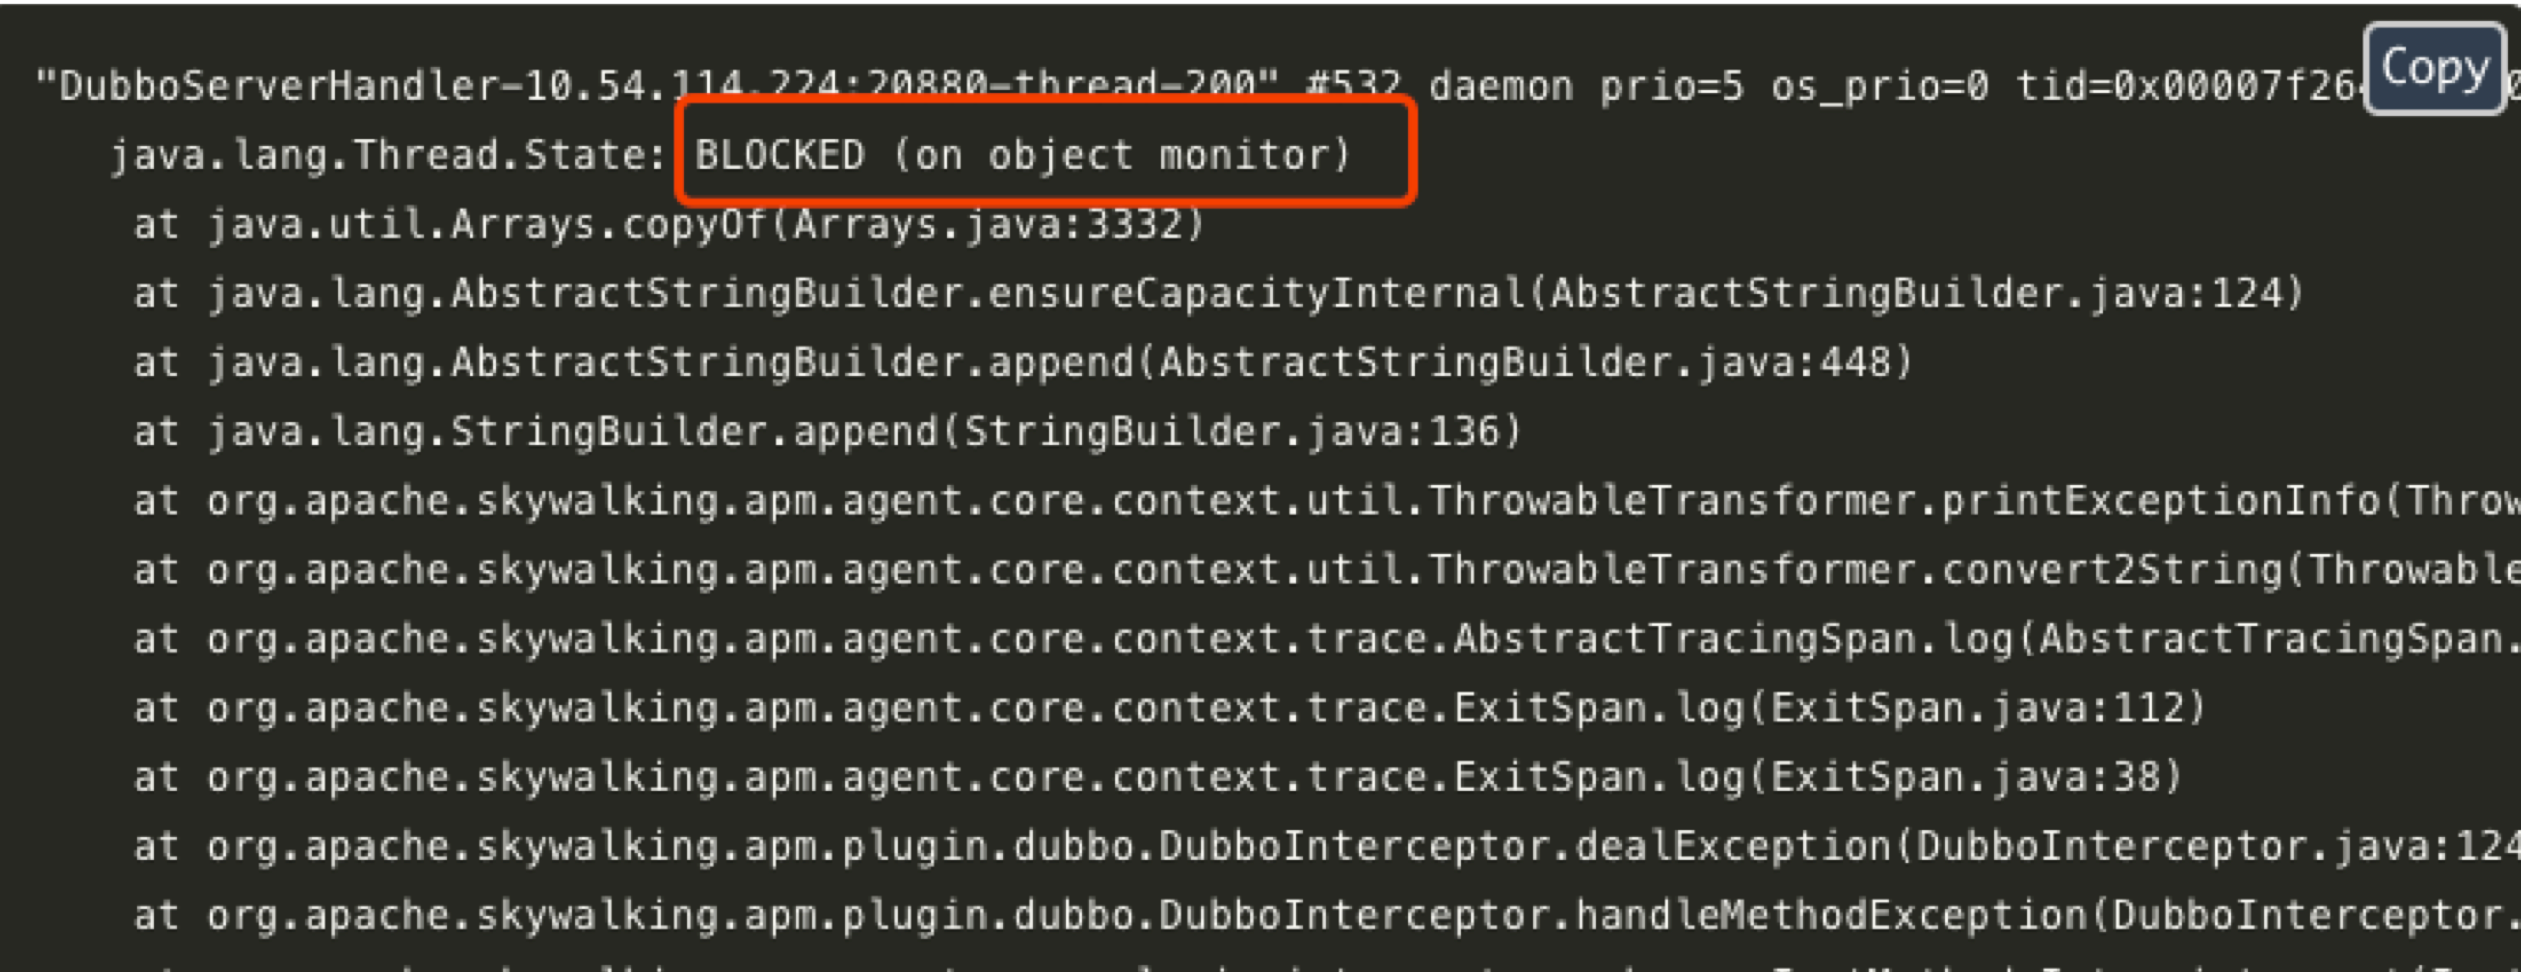 "DubboServerHandler-10.54.114.224:20880-thread-200" #532 daemon prio=5 os_prio=0 tid=0x00007f26
Copy
java.lang.Thread.State: BLOCKED (on object monitor)
at java.util.Arrays.copyOf(Arrays.java:3332)
at java.lang.AbstractStringBuilder.ensureCapacityInternal(AbstractStringBuilder.java:124)
at java.lang.AbstractStringBuilder.append(AbstractStringBuilder.java:448)
at java.lang.StringBuilder.append(StringBuilder.java:136)
at org.apache.skywalking.apm.agent.core.context.util.ThrowableTransformer.printExceptionInfo(Throw
at org.apache.skywalking.apm.agent.core.context.util.ThrowableTransformer.convert2String(Throwable
at org.apache.skywalking.apm.agent.core.context.trace.AbstractTracingSpan.log(AbstractTracingSpan.
at org.apache.skywalking.apm.agent.core.context.trace.ExitSpan.log(ExitSpan.java:112)
at org.apache.skywalking.apm.agent.core.context.trace.ExitSpan.log(ExitSpan.java:38)
at org.apache.skywalking.apm.plugin.dubbo.DubboInterceptor.dealException(DubboInterceptor.java:124
at org.apache.skywalking.apm.plugin.dubbo.DubboInterceptor.handleMethodException(DubboInterceptor.